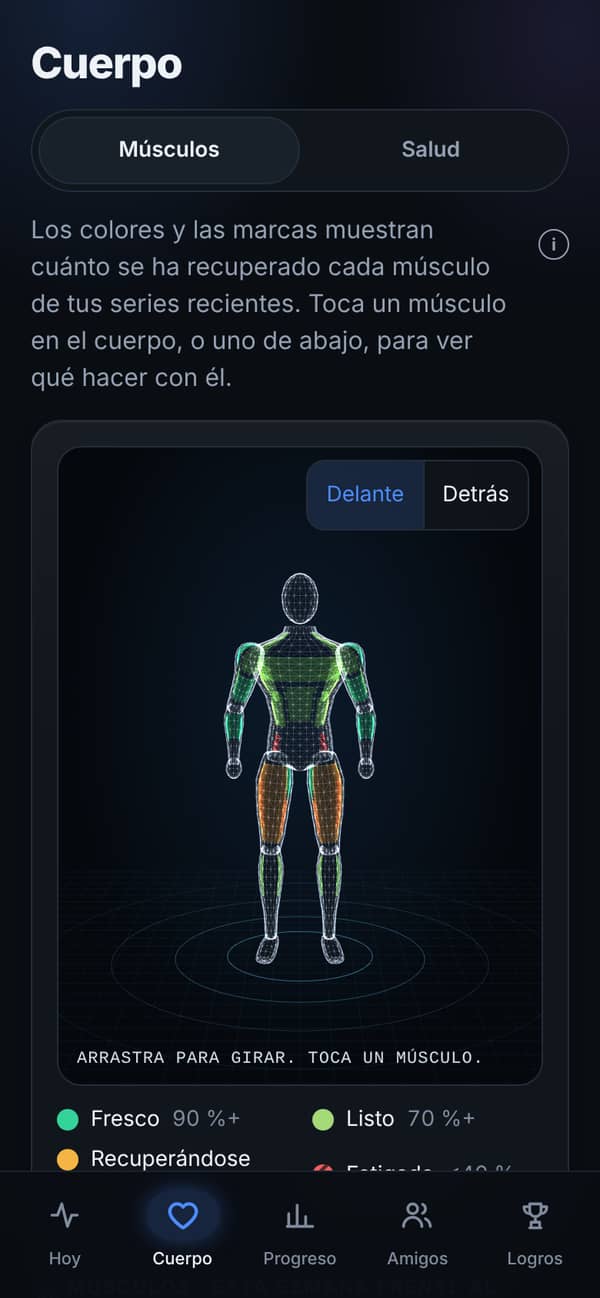 Cuerpo
Músculos
Salud
Los colores y las marcas muestran
cuánto se ha recuperado cada músculo
de tus series recientes. Toca un músculo
en el cuerpo, o uno de abajo, para ver
qué hacer con él.
i
Delante
Detrás
ARRASTRA PARA GIRAR. TOCA UN MÚSCULO.
Fresco 90 %+
Listo 70 %+
Recuperándose
Hoy
Cuerpo
Progreso
Amigos
Logros